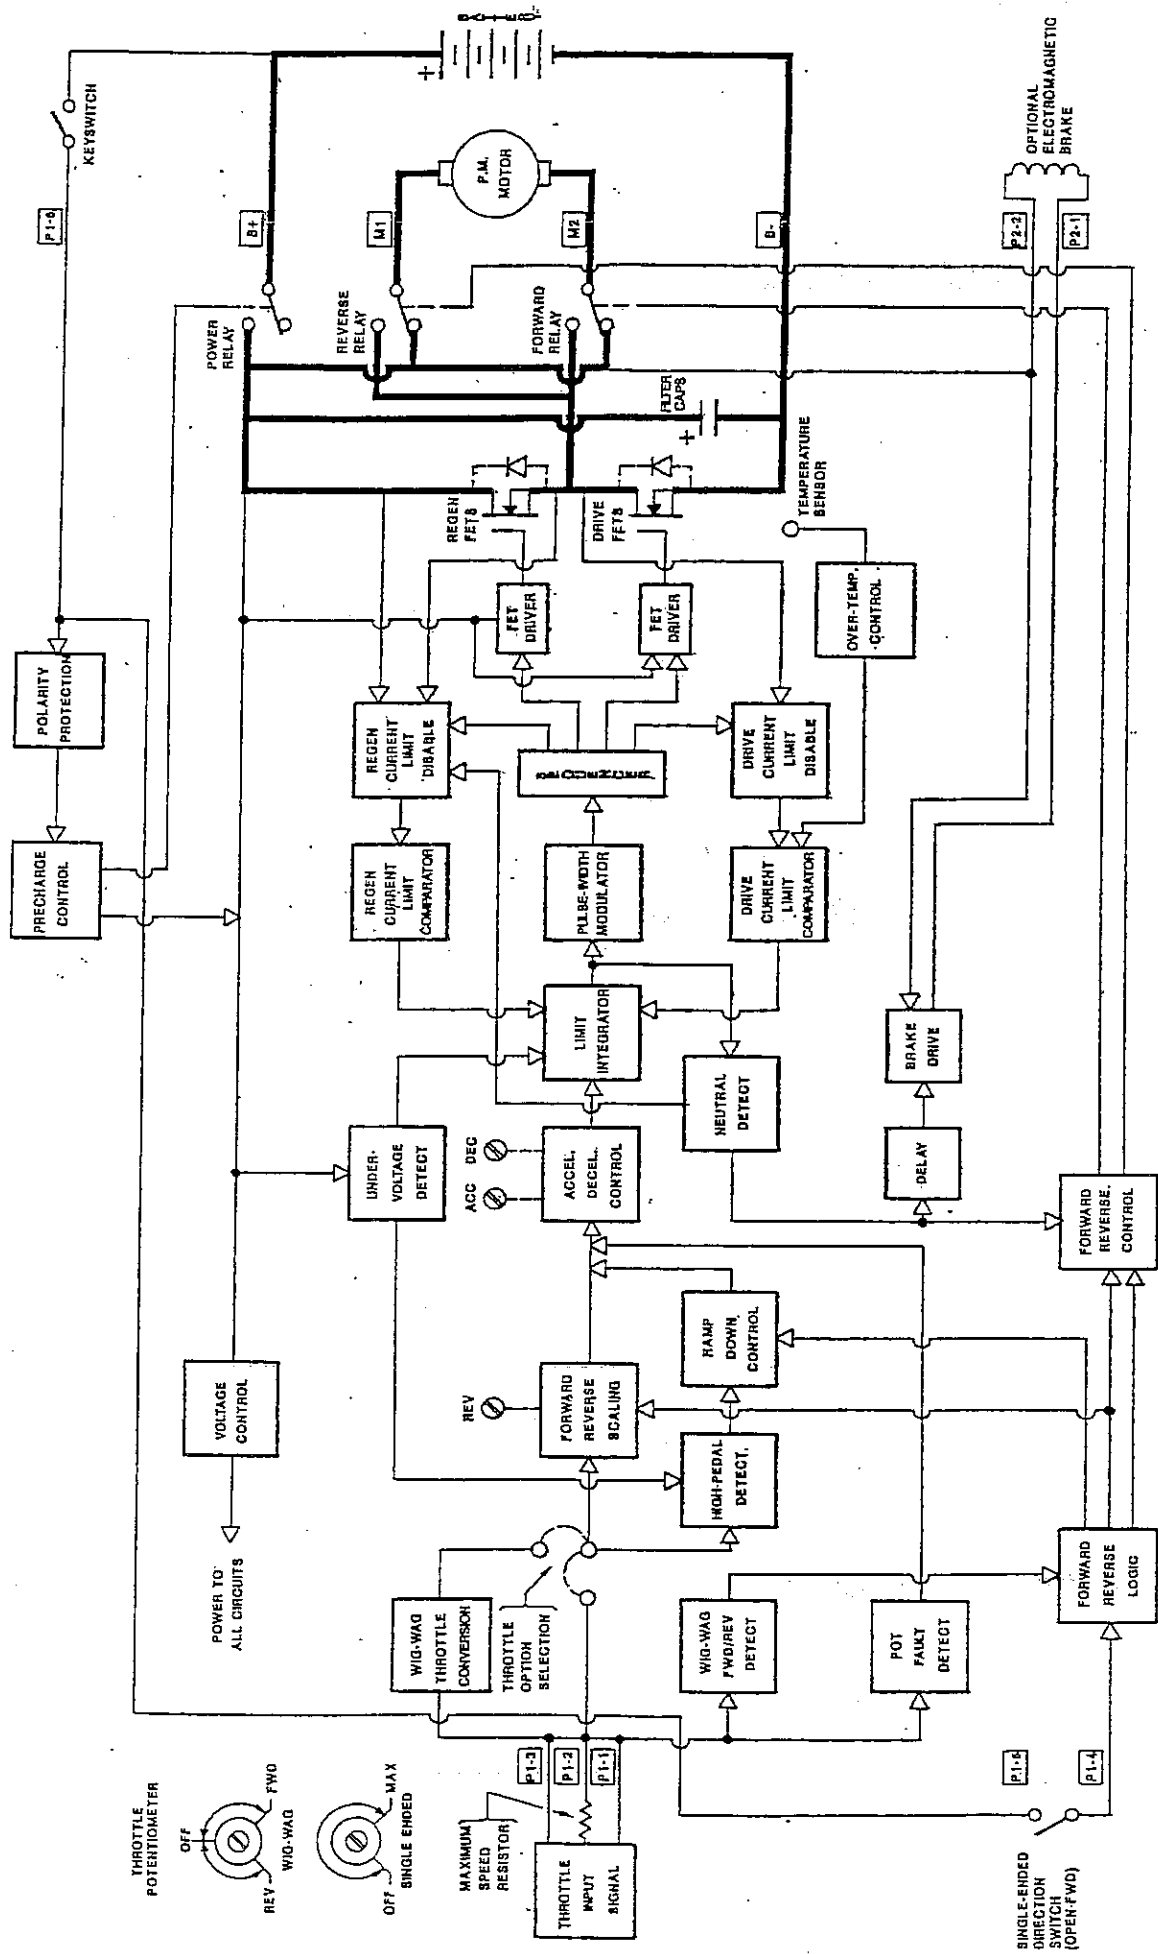 THROTTLE
POTENTIOMETER
OFF
REV
FWD
WIG-WAG
OFF
MAX
SINGLE ENDED
MAXIMUM
SPEED
RESISTOR
THROTTLE
INPUT
SIGNAL
P1-3
P1-2
P1-1
SINGLE-ENDED
DIRECTION
SWITCH
(OPEN-FWD)
P1-5
P1-4
POWER TO
ALL CIRCUITS
WIG-WAG
THROTTLE
CONVERSION
THROTTLE
OPTION
SELECTION
WIG-WAG
FWD/REV
DETECT
POT
FAULT
DETECT
FORWARD
REVERSE
LOGIC
VOLTAGE
CONTROL
REV
FORWARD
REVERSE
SCALING
HIGH-PEDAL
DETECT.
RAMP
DOWN
CONTROL
UNDER-
VOLTAGE
DETECT
ACC
DEC
ACCEL,
DECEL.
CONTROL
NEUTRAL
DETECT
DELAY
FORWARD
REVERSE.
CONTROL
LIMIT
INTEGRATOR
BRAKE
DRIVE
PRECHARGE
CONTROL
REGEN
CURRENT
LIMIT
COMPARATOR
PULSE-WIDTH
MODULATOR
DRIVE
CURRENT
LIMIT
COMPARATOR
POLARITY
PROTECTION
REGEN
CURRENT
LIMIT
DISABLE
DRIVE
CURRENT
LIMIT
DISABLE
FET
DRIVER
FET
DRIVER
OVER-TEMP.
CONTROL
REGEN
FETS
DRIVE
FETS
TEMPERATURE
SENSOR
+
FILTER
CAPS
POWER
RELAY
REVERSE
RELAY
FORWARD
RELAY
P1-6
B+
M1
M2
B-
P2-2
P2-1
KEYSWITCH
P.M.
MOTOR
+
OPTIONAL
ELECTROMAGNETIC
BRAKE